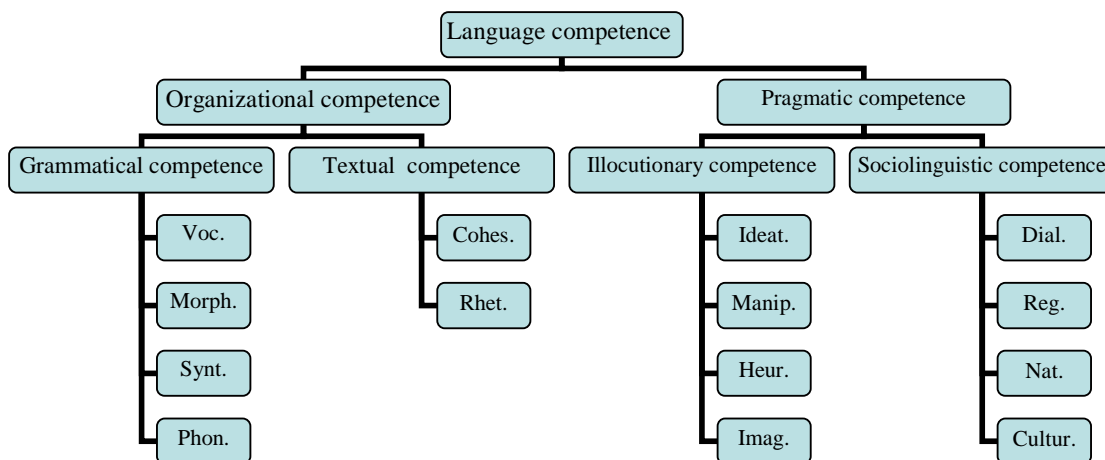 Language competence
Organizational competence
Pragmatic competence
Grammatical competence
Textual competence
Illocutionary competence
Sociolinguistic competence
Voc.
Cohes.
Ideat.
Dial.
Morph.
Rhet.
Manip.
Reg.
Synt.
Heur.
Nat.
Phon.
Imag.
Cultur.